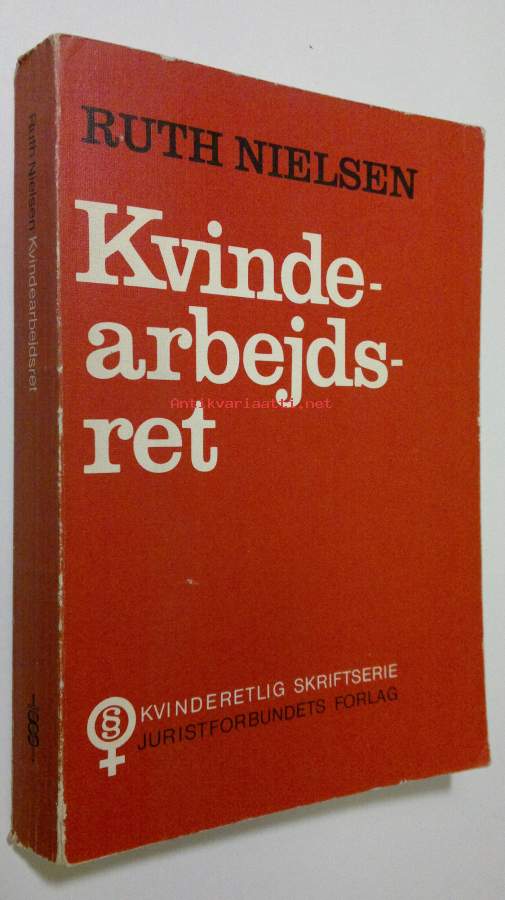 RUTH NIELSEN
Kvinde-
arbejds-
ret
Antikvariaatti.net
§
KVINDERETLIG SKRIFTSERIE
JURISTFORBUNDETS FORLAG
Ruth Nielsen Kvindearbejdsret